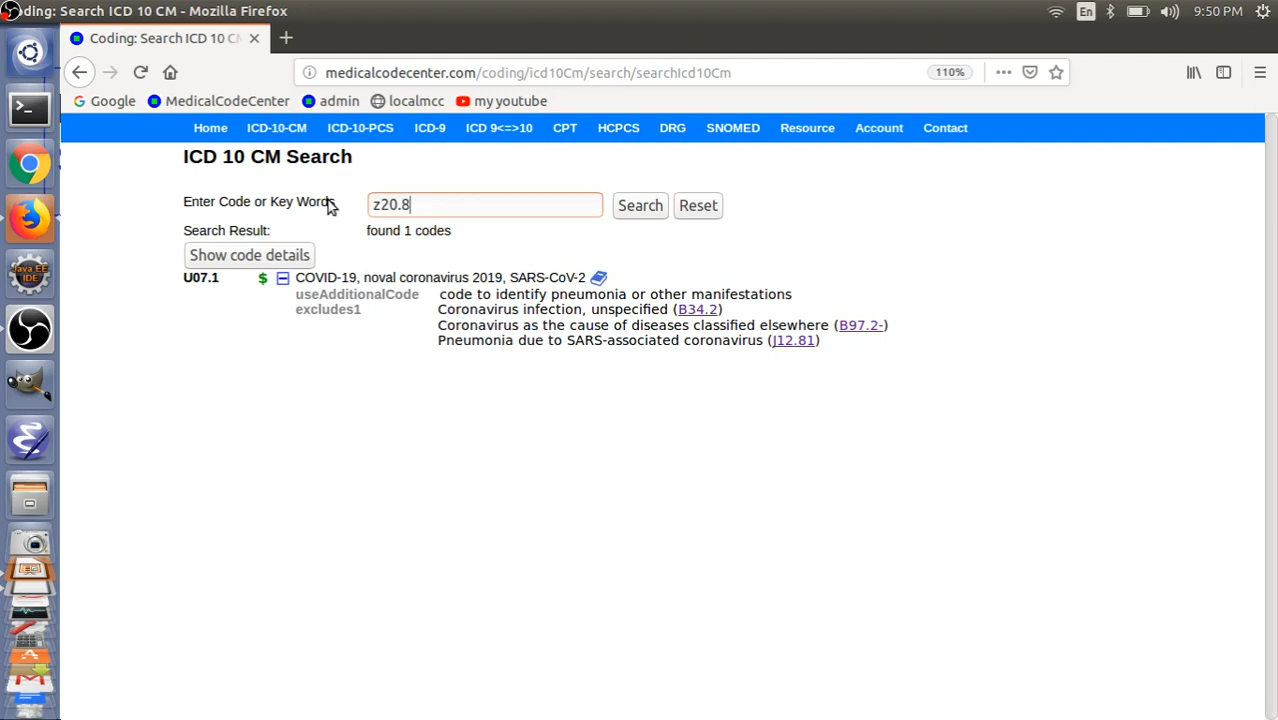 oding: Search ICD 10 CM - Mozilla Firefox
En
9:50 PM
Coding: Search ICD 10 CM
medicalcodecenter.com/coding/icd10Cm/search/searchIcd10Cm
110%
Google
MedicalCodeCenter
admin
localmcc
my youtube
Home
ICD-10-CM
ICD-10-PCS
ICD-9
ICD 9<=>10
CPT
HCPCS
DRG
SNOMED
Resource
Account
Contact
ICD 10 CM Search
Enter Code or Key Words
z20.8
Search
Reset
Search Result:
found 1 codes
Show code details
U07.1 $ COVID-19, noval coronavirus 2019, SARS-CoV-2
useAdditionalCode code to identify pneumonia or other manifestations
excludes1 Coronavirus infection, unspecified (B34.2)
Coronavirus as the cause of diseases classified elsewhere (B97.2-)
Pneumonia due to SARS-associated coronavirus (J12.81)
Java EE
IDE